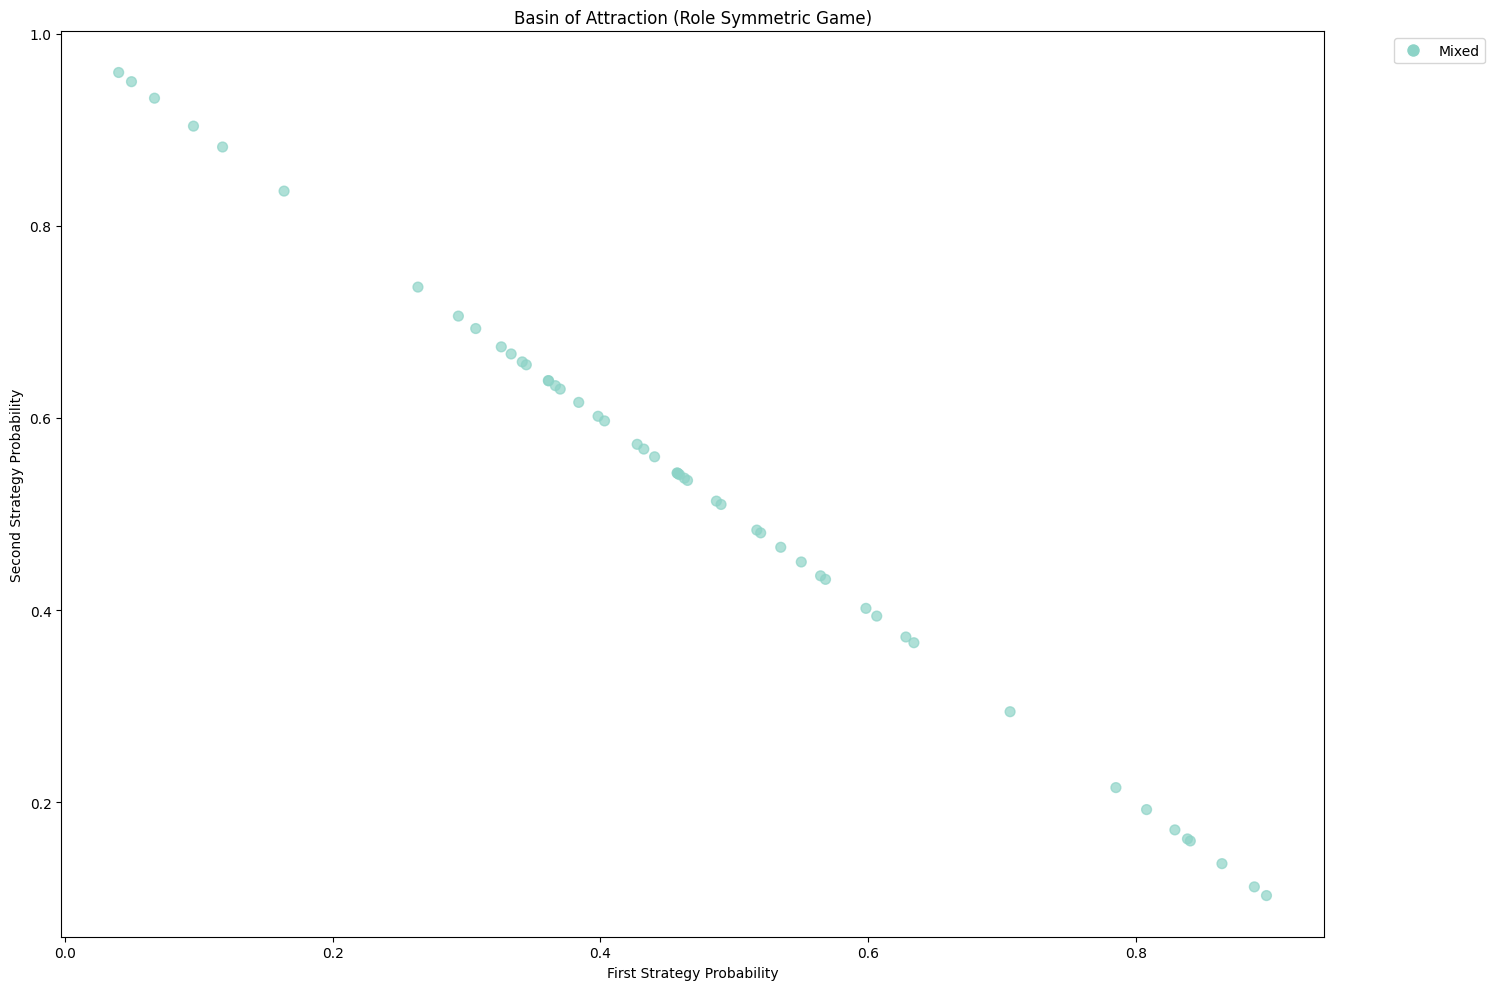 Basin of Attraction (Role Symmetric Game)
Mixed
1.0
0.8
0.6
0.4
0.2
Second Strategy Probability
0.0
0.2
0.4
0.6
0.8
First Strategy Probability